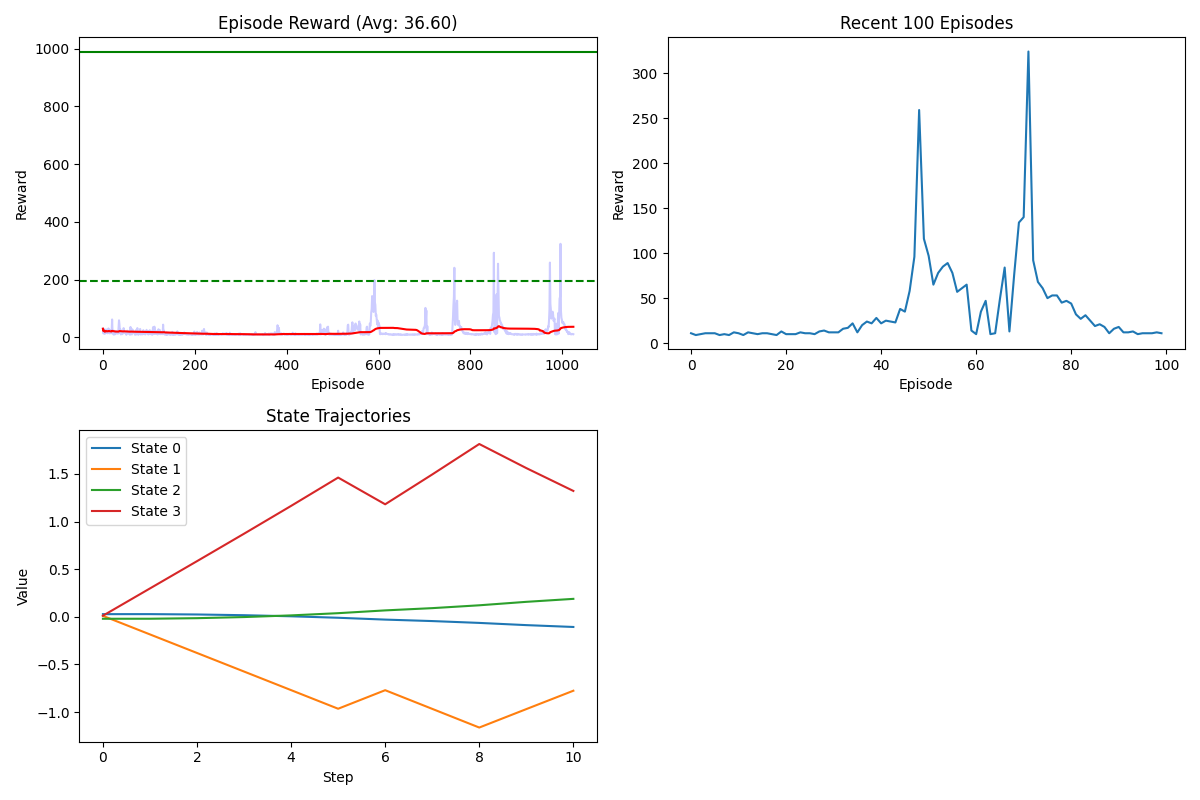 Episode Reward (Avg: 36.60)
Reward
1000
800
600
400
200
0
0 200 400 600 800 1000
Episode
Recent 100 Episodes
Reward
300
250
200
150
100
50
0
0 20 40 60 80 100
Episode
State Trajectories
Value
1.5
1.0
0.5
0.0
−0.5
−1.0
State 0
State 1
State 2
State 3
0 2 4 6 8 10
Step